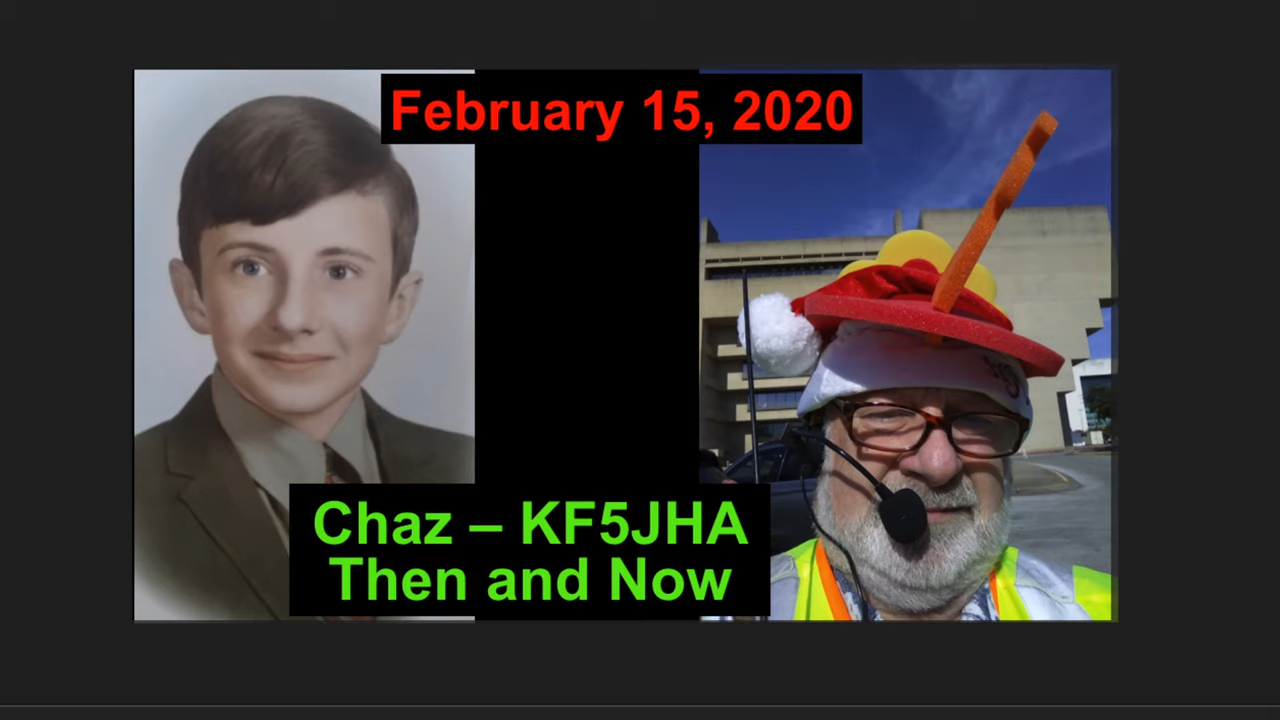 February 15, 2020
Chaz – KF5JHA
Then and Now